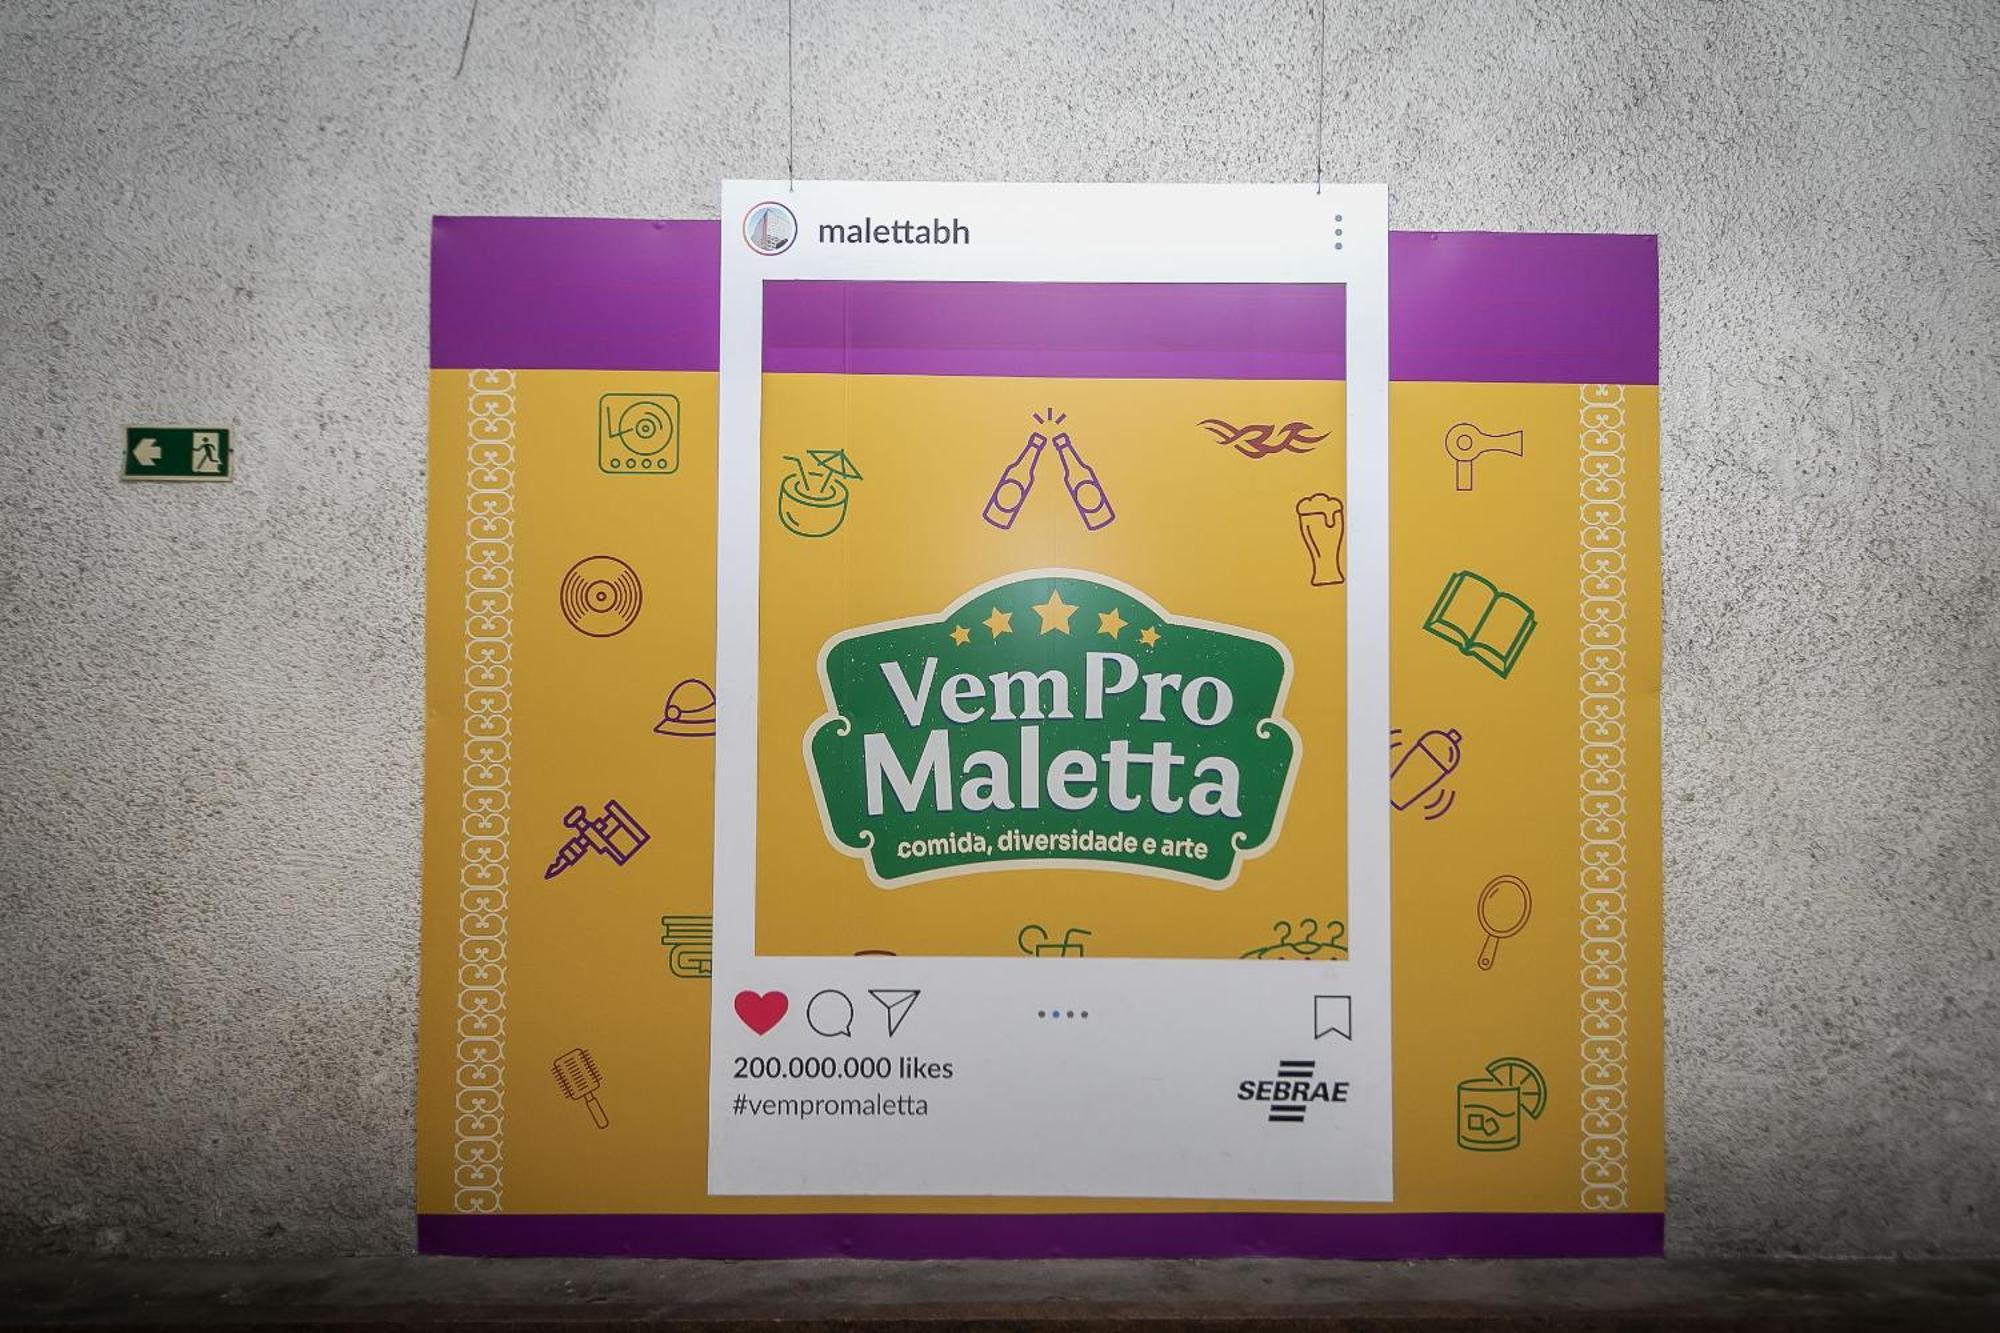 malettabh
VemPro
Maletta
comida, diversidade e arte
200.000.000 likes
#vempromaletta
SEBRAE